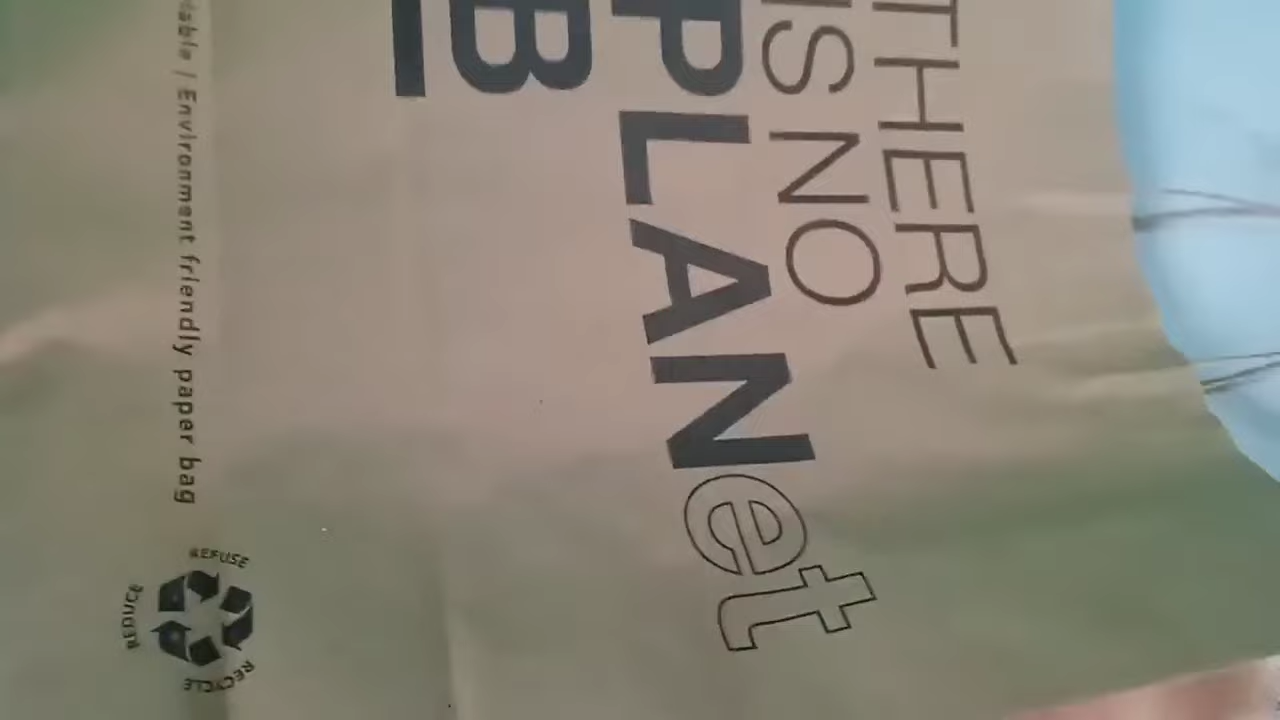 THERE
IS NO
PLANet
B
/ Environment friendly paper bag
REFUSE
REDUCE
RECYCLE